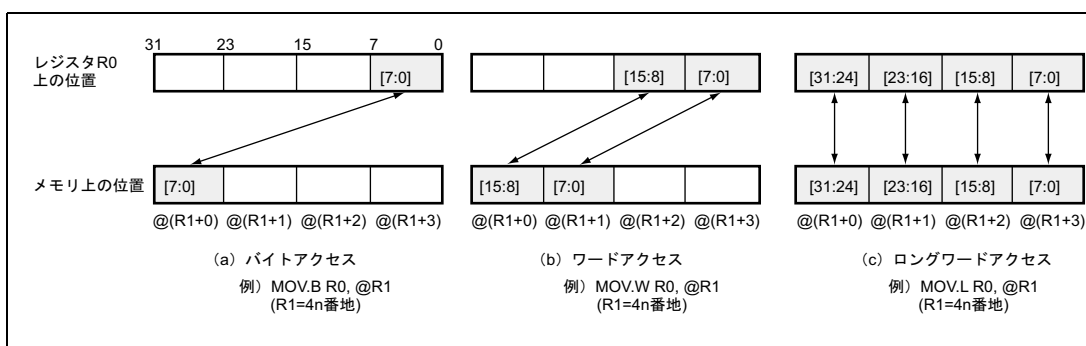 31 23 15 7 0
レジスタR0
上の位置
[7:0]
[15:8] [7:0]
[31:24] [23:16] [15:8] [7:0]
メモリ上の位置
[7:0]
[15:8] [7:0]
[31:24] [23:16] [15:8] [7:0]
@(R1+0) @(R1+1) @(R1+2) @(R1+3)
@(R1+0) @(R1+1) @(R1+2) @(R1+3)
@(R1+0) @(R1+1) @(R1+2) @(R1+3)
(a) バイトアクセス
例）MOV.B R0, @R1
(R1=4n番地)
(b) ワードアクセス
例）MOV.W R0, @R1
(R1=4n番地)
(c) ロングワードアクセス
例）MOV.L R0, @R1
(R1=4n番地)